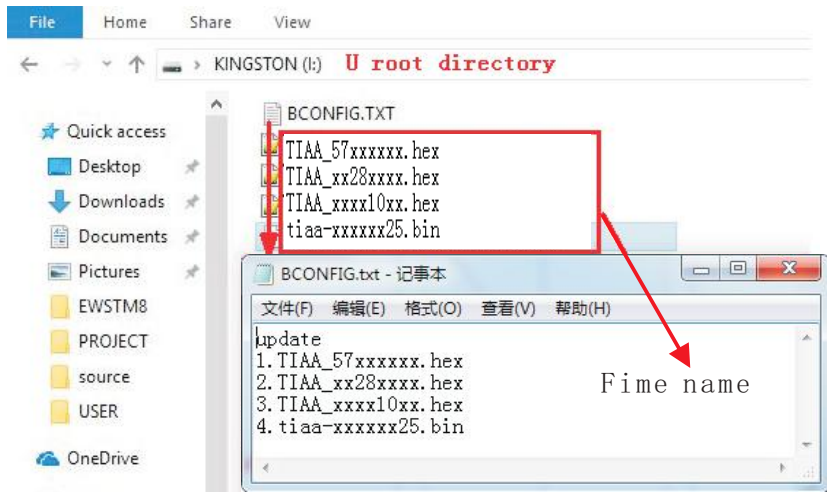 File Home Share View
KINGSTON (I:) U root directory
BCONFIG.TXT
Quick access
Desktop
Downloads
Documents
Pictures
EWSTM8
PROJECT
source
USER
OneDrive
TIAA_57xxxxxx.hex
TIAA_xx28xxxx.hex
TIAA_xxxx10xx.hex
tiaa-xxxxxx25.bin
BCONFIG.txt - 记事本
文件(F) 编辑(E) 格式(O) 查看(V) 帮助(H)
update
1.TIAA_57xxxxxx.hex
2.TIAA_xx28xxxx.hex
3.TIAA_xxxx10xx.hex
4.tiaa-xxxxxx25.bin
Fime name